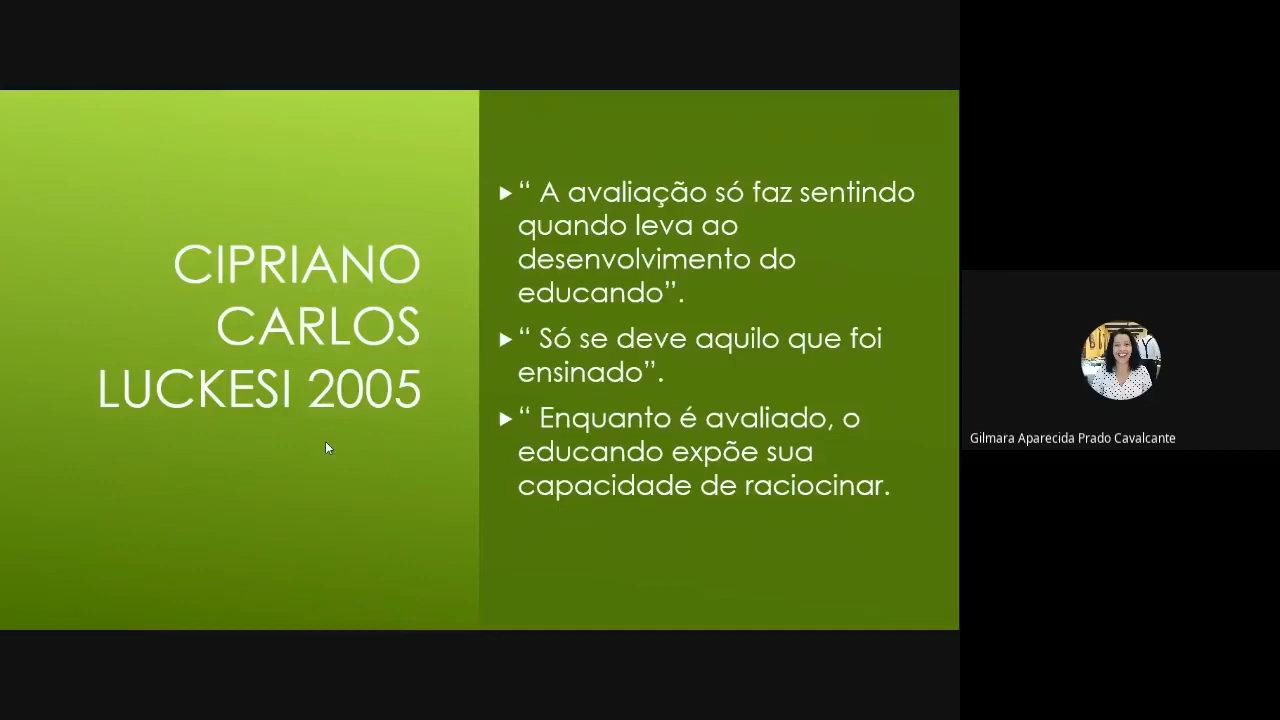 CIPRIANO
CARLOS
LUCKESI 2005
“ A avaliação só faz sentindo
quando leva ao
desenvolvimento do
educando”.
“ Só se deve aquilo que foi
ensinado”.
“ Enquanto é avaliado, o
educando expõe sua
capacidade de raciocinar.
Gilmara Aparecida Prado Cavalcante